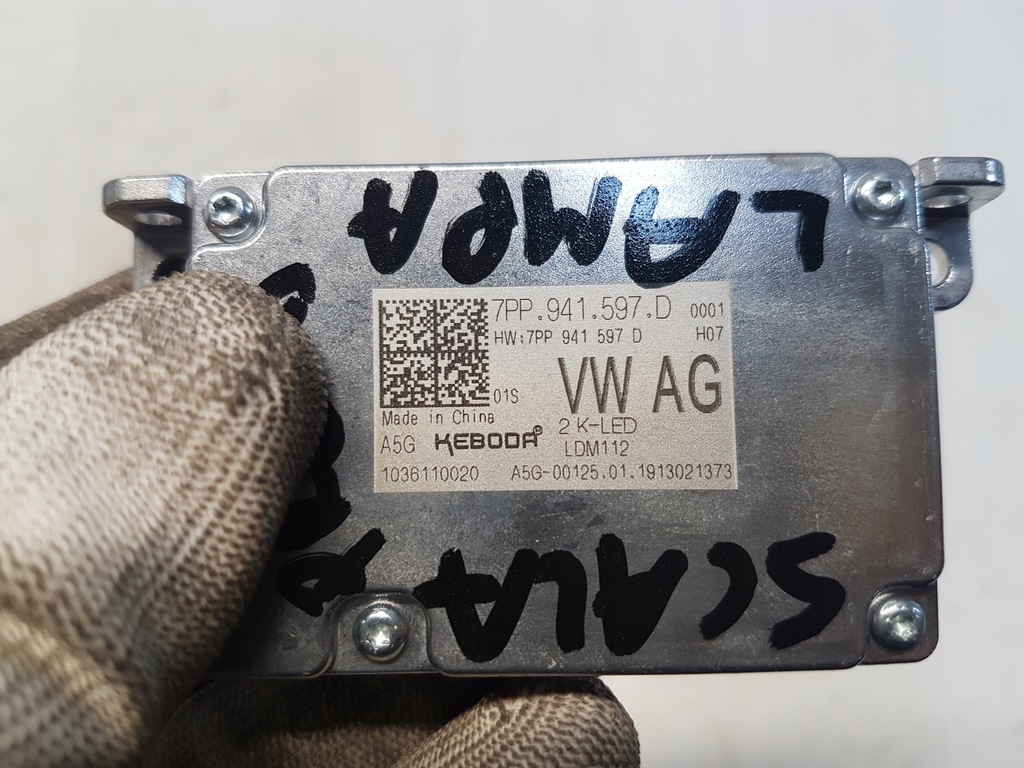 LAMPA
7PP.941.597.D 0001
HW:7PP 941 597 D H07
VW AG
01S
Made in China
2 K-LED
A5G KEBODA®
LDM112
1036110020 A5G-00125.01.1913021373
SCALA